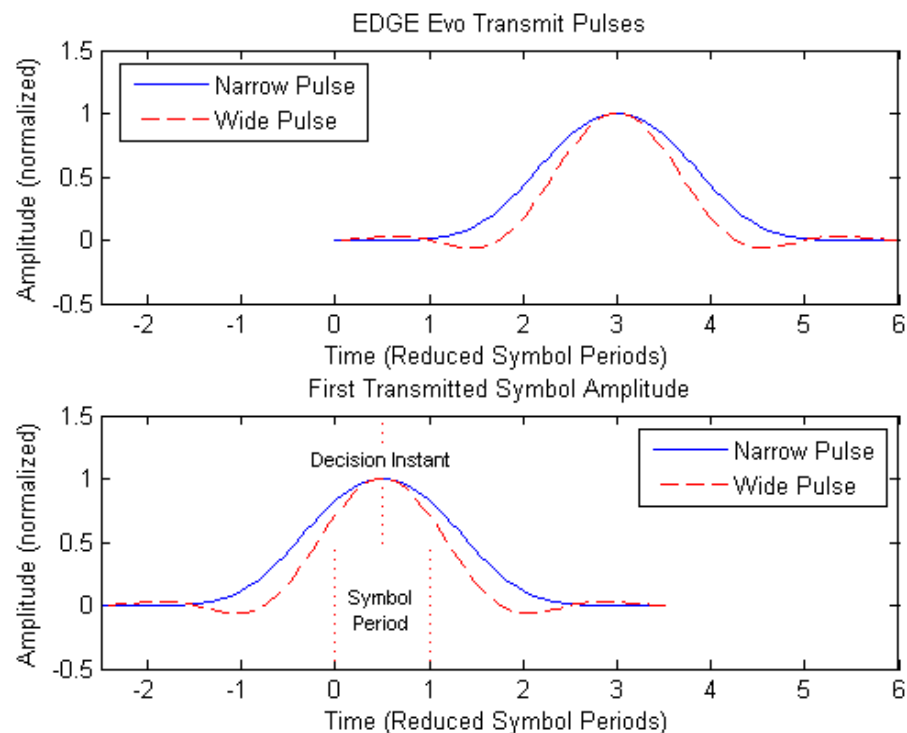 EDGE Evo Transmit Pulses
1.5
1
0.5
0
-0.5
Amplitude (normalized)
Narrow Pulse
Wide Pulse
-2 -1 0 1 2 3 4 5 6
Time (Reduced Symbol Periods)
First Transmitted Symbol Amplitude
1.5
1
0.5
0
-0.5
Amplitude (normalized)
Decision Instant
Narrow Pulse
Wide Pulse
Symbol
Period
-2 -1 0 1 2 3 4 5 6
Time (Reduced Symbol Periods)